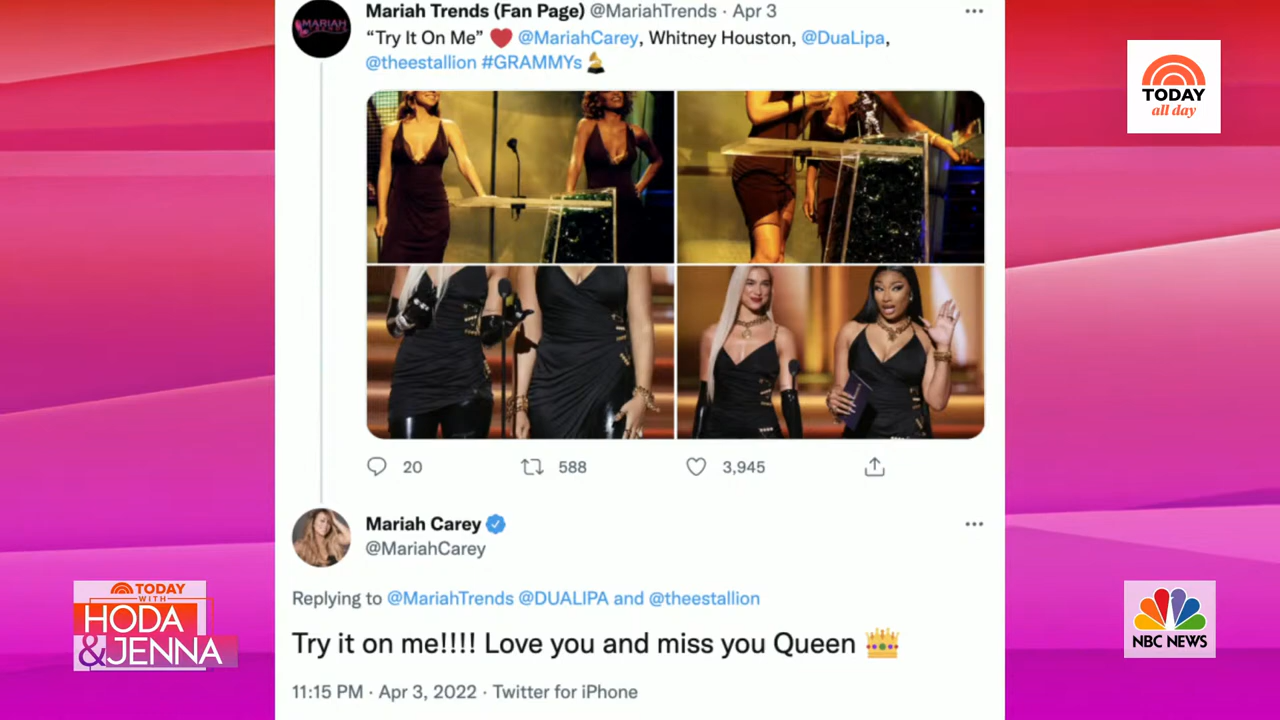 Mariah Trends (Fan Page) @MariahTrends · Apr 3
“Try It On Me” ❤️ @MariahCarey, Whitney Houston, @DuaLipa,
@theestallion #GRAMMYs
TODAY
all day
20
588
3,945
Mariah Carey
@MariahCarey
Replying to @MariahTrends @DUALIPA and @theestallion
Try it on me!!!! Love you and miss you Queen 👑
11:15 PM · Apr 3, 2022 · Twitter for iPhone
TODAY
WITH
HODA
&JENNA
NBC NEWS